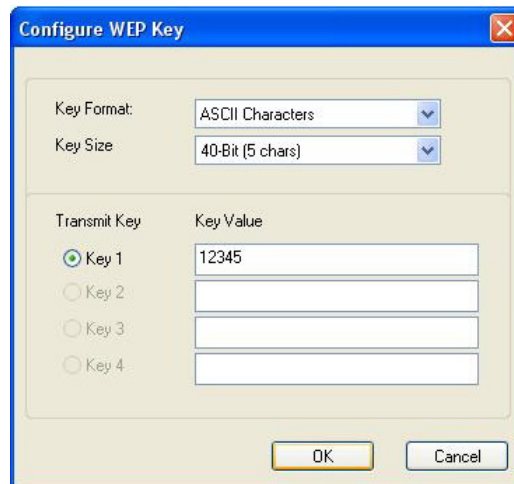 Configure WEP Key
Key Format: ASCII Characters
Key Size 40-Bit (5 chars)
Transmit Key Key Value
Key 1 12345
Key 2
Key 3
Key 4
OK Cancel